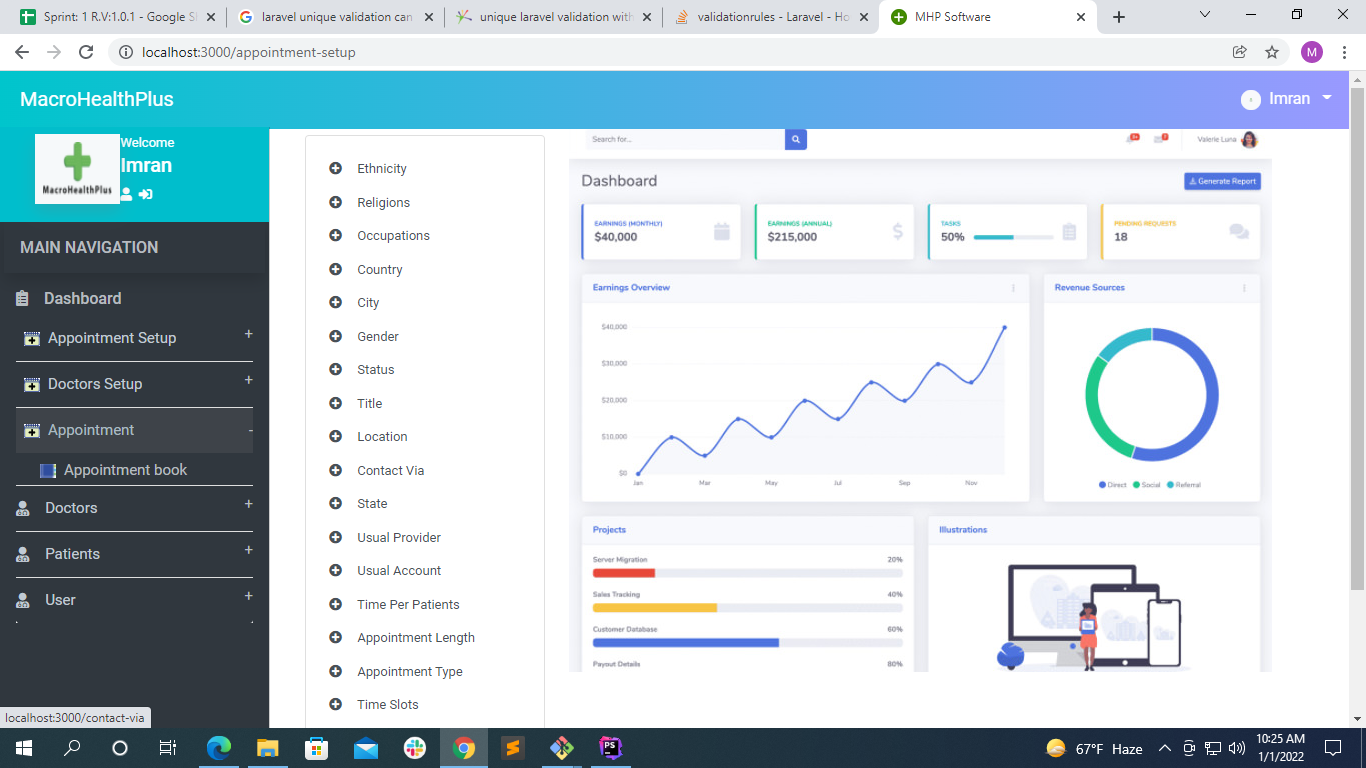 Sprint: 1 R.V:1.0.1 - Google S
laravel unique validation can
unique laravel validation with
validationrules - Laravel - Ho
MHP Software
localhost:3000/appointment-setup
M
MacroHealthPlus
Imran
Welcome
Imran
MacroHealthPlus
MAIN NAVIGATION
Dashboard
Appointment Setup +
Doctors Setup +
Appointment -
Appointment book
Doctors +
Patients +
User +
Ethnicity
Religions
Occupations
Country
City
Gender
Status
Title
Location
Contact Via
State
Usual Provider
Usual Account
Time Per Patients
Appointment Length
Appointment Type
Time Slots
Search for...
Valerie Luna
Dashboard
Generate Report
EARNINGS (MONTHLY)
$40,000
EARNINGS (ANNUAL)
$215,000
TASKS
50%
PENDING REQUESTS
18
Earnings Overview
$40,000
$30,000
$20,000
$10,000
$0
Jan Mar May Jul Sep Nov
Revenue Sources
Direct Social Referral
Projects
Server Migration 20%
Sales Tracking 40%
Customer Database 60%
Payout Details 80%
Illustrations
localhost:3000/contact-via
PS
67°F Haze
10:25 AM
1/1/2022